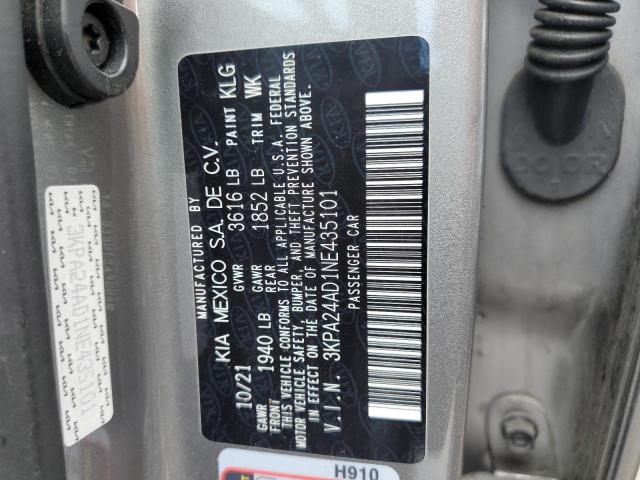 MANUFACTURED BY
KIA MEXICO S.A. DE C.V.
10/21 GVWR 3616 LB PAINT KLG
GAWR FRONT 1940 LB GAWR REAR 1852 LB TRIM WK
THIS VEHICLE CONFORMS TO ALL APPLICABLE U.S.A. FEDERAL
MOTOR VEHICLE SAFETY, BUMPER, AND THEFT PREVENTION STANDARDS
IN EFFECT ON THE DATE OF MANUFACTURE SHOWN ABOVE.
V.I.N. 3KPA24AD1NE435101
PASSENGER CAR
3KPA24AD1NE435101
H910